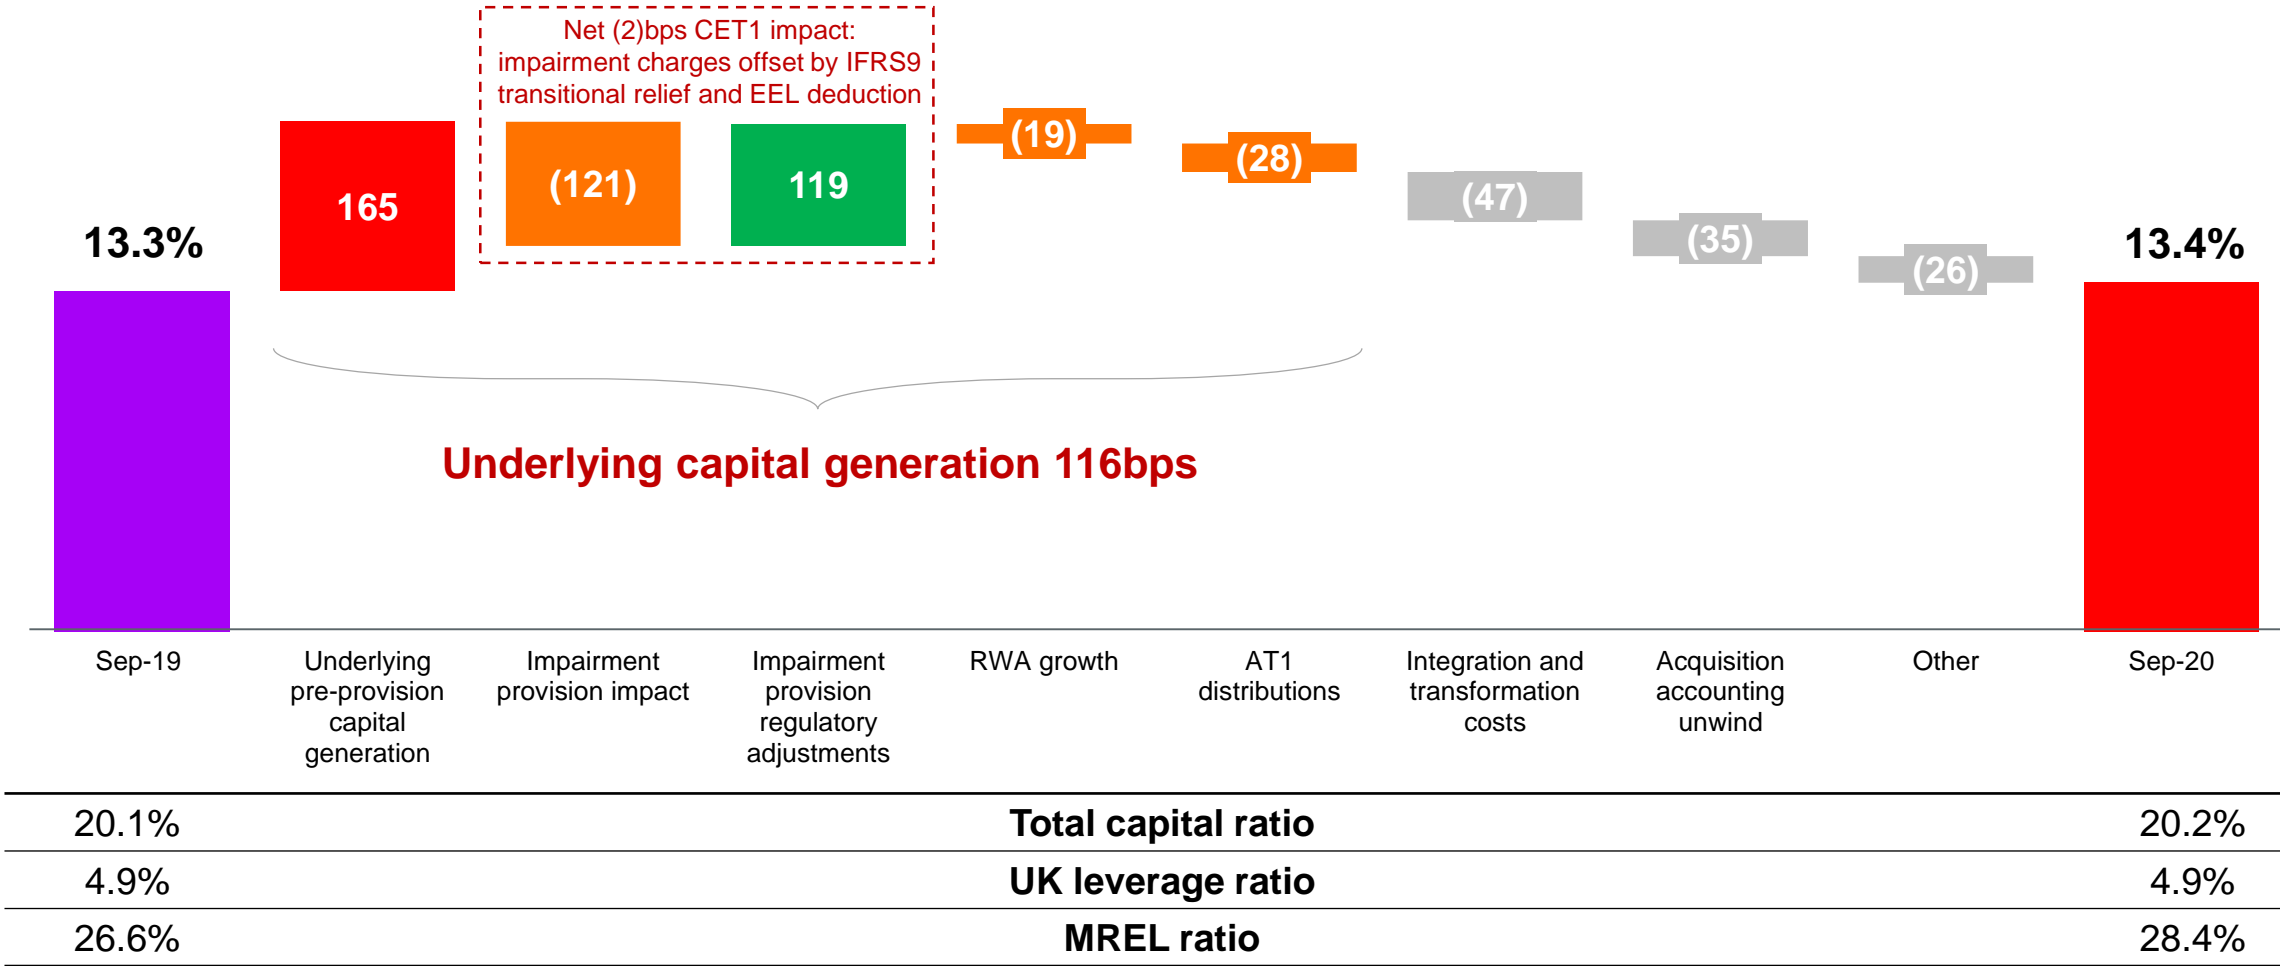 Net (2)bps CET1 impact:
impairment charges offset by IFRS9
transitional relief and EEL deduction
13.3%
165
(121)
119
(19)
(28)
(47)
(35)
(26)
13.4%
Underlying capital generation 116bps
Sep-19
Underlying
pre-provision
capital
generation
Impairment
provision impact
Impairment
provision
regulatory
adjustments
RWA growth
AT1
distributions
Integration and
transformation
costs
Acquisition
accounting
unwind
Other
Sep-20
20.1% Total capital ratio 20.2%
4.9% UK leverage ratio 4.9%
26.6% MREL ratio 28.4%